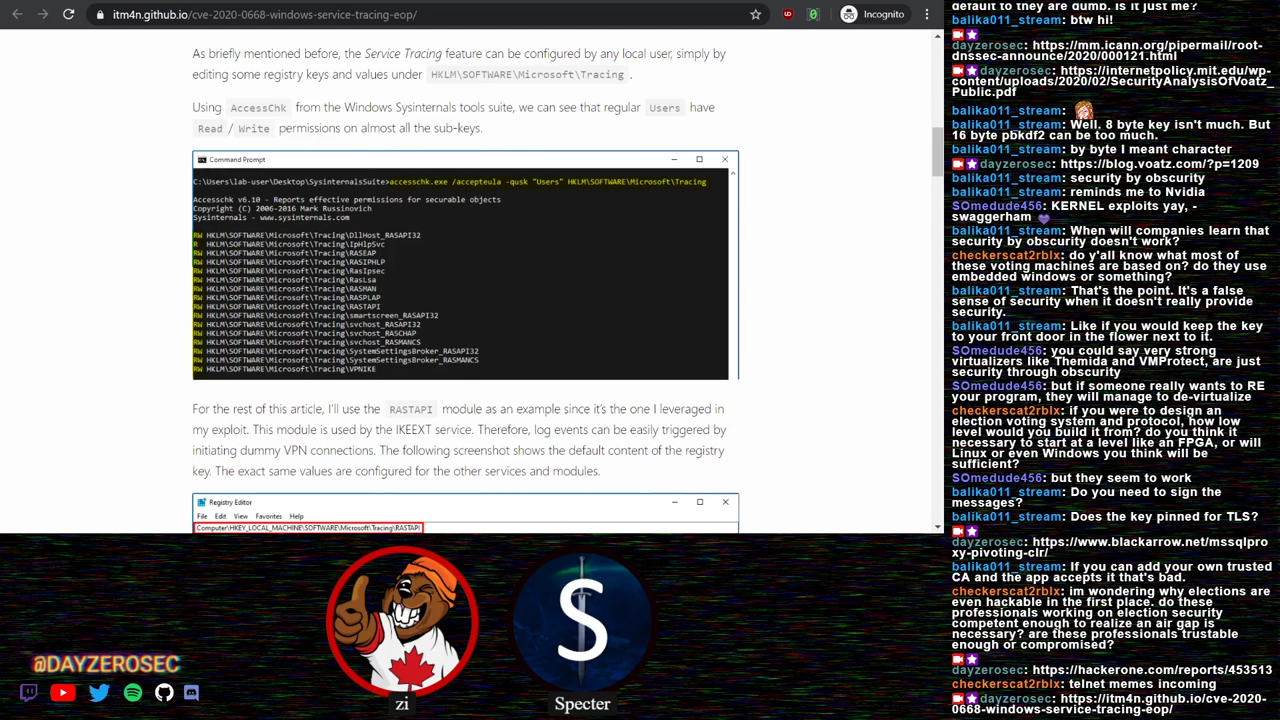 itm4n.github.io/cve-2020-0668-windows-service-tracing-eop/
Incognito
As briefly mentioned before, the Service Tracing feature can be configured by any local user, simply by
editing some registry keys and values under HKLM\SOFTWARE\Microsoft\Tracing .
Using AccessChk from the Windows Sysinternals tools suite, we can see that regular Users have
Read / Write permissions on almost all the sub-keys.
Command Prompt
C:\Users\lab-user\Desktop\SysinternalsSuite>accesschk.exe /accepteula -qusk "Users" HKLM\SOFTWARE\Microsoft\Tracing
Accesschk v6.10 - Reports effective permissions for securable objects
Copyright (C) 2006-2016 Mark Russinovich
Sysinternals - www.sysinternals.com
RW HKLM\SOFTWARE\Microsoft\Tracing\DllHost_RASAPI32
R HKLM\SOFTWARE\Microsoft\Tracing\IpHlpSvc
RW HKLM\SOFTWARE\Microsoft\Tracing\RASEAP
RW HKLM\SOFTWARE\Microsoft\Tracing\RASIPHLP
RW HKLM\SOFTWARE\Microsoft\Tracing\RasIpsec
RW HKLM\SOFTWARE\Microsoft\Tracing\RasLsa
RW HKLM\SOFTWARE\Microsoft\Tracing\RASMAN
RW HKLM\SOFTWARE\Microsoft\Tracing\RASPLAP
RW HKLM\SOFTWARE\Microsoft\Tracing\RASTAPI
RW HKLM\SOFTWARE\Microsoft\Tracing\smartscreen_RASAPI32
RW HKLM\SOFTWARE\Microsoft\Tracing\svchost_RASAPI32
RW HKLM\SOFTWARE\Microsoft\Tracing\svchost_RASCHAP
RW HKLM\SOFTWARE\Microsoft\Tracing\svchost_RASMANCS
RW HKLM\SOFTWARE\Microsoft\Tracing\SystemSettingsBroker_RASAPI32
RW HKLM\SOFTWARE\Microsoft\Tracing\SystemSettingsBroker_RASMANCS
RW HKLM\SOFTWARE\Microsoft\Tracing\VPNIKE
For the rest of this article, I'll use the RASTAPI module as an example since it's the one I leveraged in
my exploit. This module is used by the IKEEXT service. Therefore, log events can be easily triggered by
initiating dummy VPN connections. The following screenshot shows the default content of the registry
key. The exact same values are configured for the other services and modules.
Registry Editor
File Edit View Favorites Help
Computer\HKEY_LOCAL_MACHINE\SOFTWARE\Microsoft\Tracing\RASTAPI
@DAYZEROSEC
zi
S
Specter
default to they are dumb. Is it just me?
balika011_stream: btw hi!
dayzerosec: https://mm.icann.org/pipermail/root-
dnssec-announce/2020/000121.html
dayzerosec: https://internetpolicy.mit.edu/wp-
content/uploads/2020/02/SecurityAnalysisOfVoatz_
Public.pdf
balika011_stream:
balika011_stream: Well. 8 byte key isn't much. But
16 byte pbkdf2 can be too much.
balika011_stream: by byte I meant character
dayzerosec: https://blog.voatz.com/?p=1209
balika011_stream: security by obscurity
balika011_stream: reminds me to Nvidia
SOmedude456: KERNEL exploits yay, -
swaggerham
balika011_stream: When will companies learn that
security by obscurity doesn't work?
checkerscat2rblx: do y'all know what most of
these voting machines are based on? do they use
embedded windows or something?
balika011_stream: That's the point. It's a false
sense of security when it doesn't really provide
security.
balika011_stream: Like if you would keep the key
to your front door in the flower next to it.
SOmedude456: you could say very strong
virtualizers like Themida and VMProtect, are just
security through obscurity
SOmedude456: but if someone really wants to RE
your program, they will manage to de-virtualize
checkerscat2rblx: if you were to design an
election voting system and protocol, how low
level would you build it from? do you think it
necessary to start at a level like an FPGA, or will
Linux or even Windows you think will be
sufficient?
SOmedude456: but they seem to work
balika011_stream: Do you need to sign the
messages?
balika011_stream: Does the key pinned for TLS?
dayzerosec: https://www.blackarrow.net/mssqlpro
xy-pivoting-clr/
balika011_stream: If you can add your own trusted
CA and the app accepts it that's bad.
checkerscat2rblx: im wondering why elections are
even hackable in the first place. do these
professionals working on election security
competent enough to realize an air gap is
necessary? are these professionals trustable
enough or compromised?
dayzerosec: https://hackerone.com/reports/453513
checkerscat2rblx: telnet memes incoming
dayzerosec: https://itm4n.github.io/cve-2020-
0668-windows-service-tracing-eop/